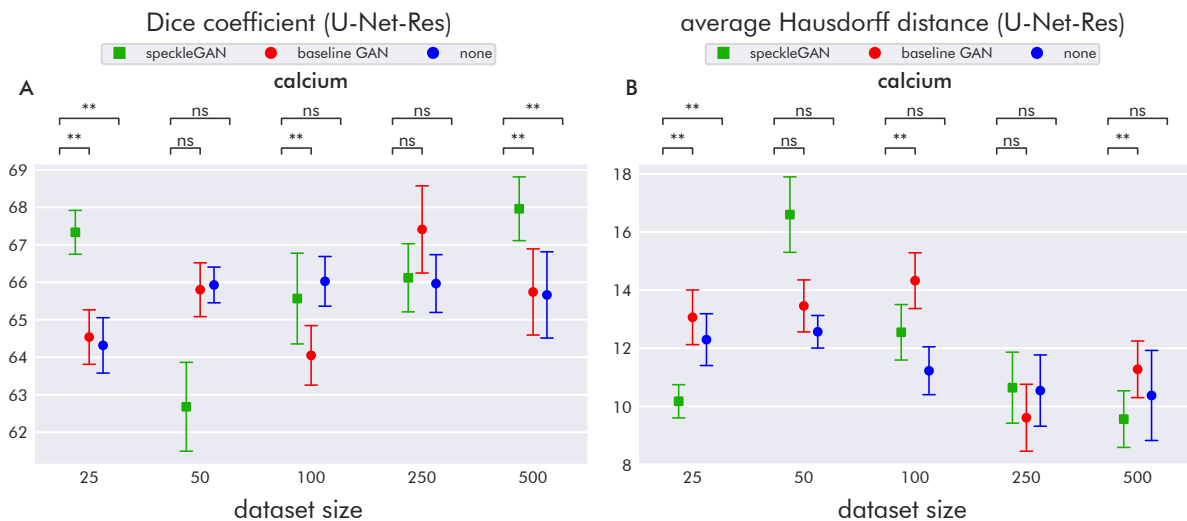 Dice coefficient (U-Net-Res)
speckleGAN baseline GAN none
calcium
A
** ns ns ns **
** ns ** ns **
69
68
67
66
65
64
63
62
25 50 100 250 500
dataset size
average Hausdorff distance (U-Net-Res)
speckleGAN baseline GAN none
calcium
B
** ns ns ns ns
** ns ** ns **
18
16
14
12
10
8
25 50 100 250 500
dataset size